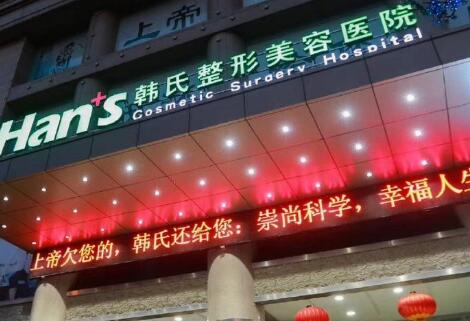 上帝
Han's 韩氏整形美容医院
Cosmetic Surgery Hospital
上帝欠您的，韩氏还给您：崇尚科学，幸福人生